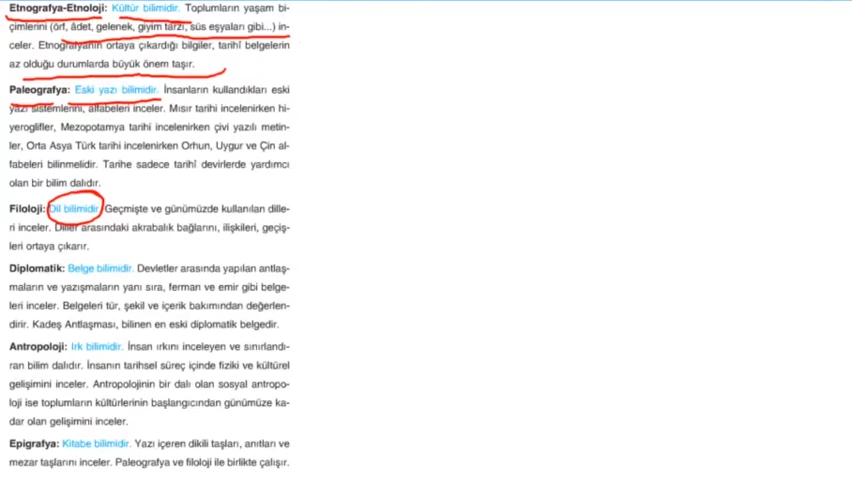 Etnografya-Etnoloji: Kültür bilimidir. Toplumların yaşam bi-
çimlerini (örf, âdet, gelenek, giyim tarzı, süs eşyaları gibi...) in-
celer. Etnografyanın ortaya çıkardığı bilgiler, tarihî belgelerin
az olduğu durumlarda büyük önem taşır.
Paleografya: Eski yazı bilimidir. İnsanların kullandıkları eski
yazı sistemlerini, alfabeleri inceler. Mısır tarihi incelenirken hi-
yeroglifler, Mezopotamya tarihi incelenirken çivi yazılı metin-
ler, Orta Asya Türk tarihi incelenirken Orhun, Uygur ve Çin al-
fabeleri bilinmelidir. Tarihe sadece tarihî devirlerde yardımcı
olan bir bilim dalıdır.
Filoloji: Dil bilimidir. Geçmişte ve günümüzde kullanılan dille-
ri inceler. Diller arasındaki akrabalık bağlarını, ilişkileri, geçiş-
leri ortaya çıkarır.
Diplomatik: Belge bilimidir. Devletler arasında yapılan antlaş-
maların ve yazışmaların yanı sıra, ferman ve emir gibi belge-
leri inceler. Belgeleri tür, şekil ve içerik bakımından değerlen-
dirir. Kadeş Antlaşması, bilinen en eski diplomatik belgedir.
Antropoloji: Irk bilimidir. İnsan ırkını inceleyen ve sınırlandı-
ran bilim dalıdır. İnsanın tarihsel süreç içinde fiziki ve kültürel
gelişimini inceler. Antropolojinin bir dalı olan sosyal antropo-
loji ise toplumların kültürlerinin başlangıcından günümüze ka-
dar olan gelişimini inceler.
Epigrafya: Kitabe bilimidir. Yazı içeren dikili taşları, anıtları ve
mezar taşlarını inceler. Paleografya ve filoloji ile birlikte çalışır.